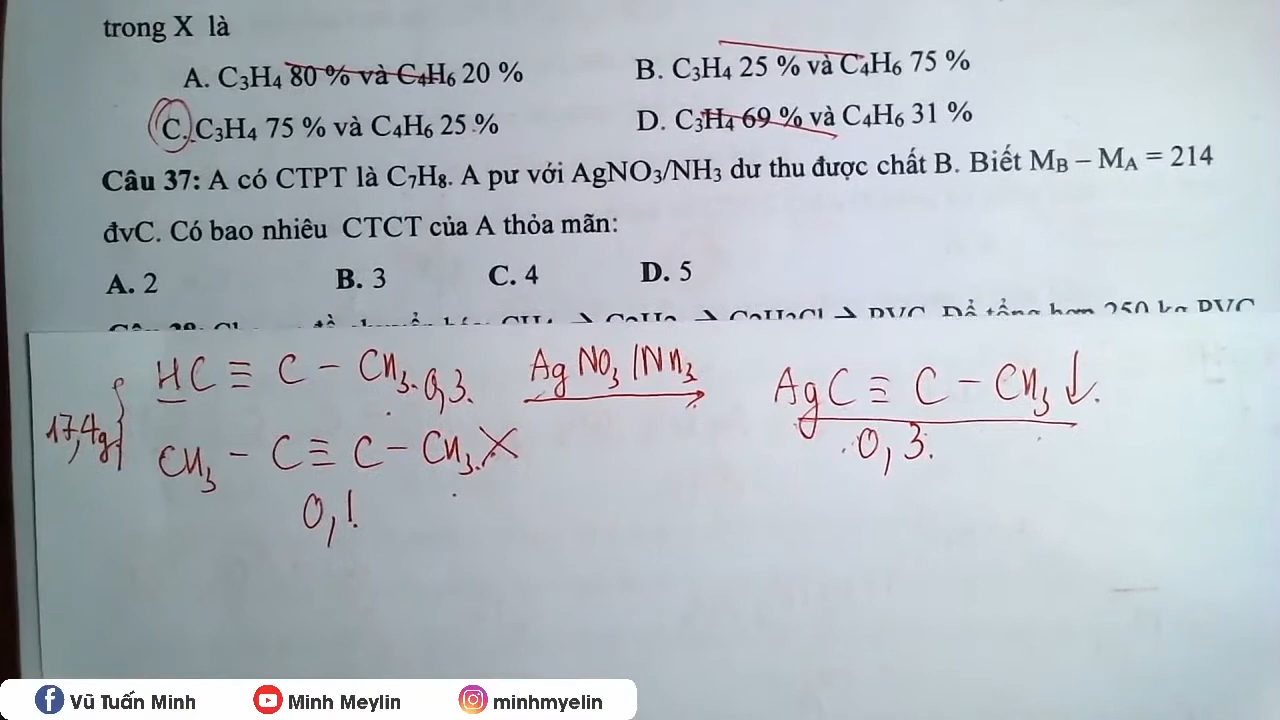 trong X là
A. C₃H₄ 80 % và C₄H₆ 20 %
B. C₃H₄ 25 % và C₄H₆ 75 %
C. C₃H₄ 75 % và C₄H₆ 25 %
D. C₃H₄ 69 % và C₄H₆ 31 %
Câu 37: A có CTPT là C₇H₈. A pư với AgNO₃/NH₃ dư thu được chất B. Biết M_B – M_A = 214
đvC. Có bao nhiêu CTCT của A thỏa mãn:
A. 2 B. 3 C. 4 D. 5
HC ≡ C – CH₃. 0,3. AgNO₃/NH₃ AgC ≡ C – CH₃↓.
17,4g
CH₃ – C ≡ C – CH₃. 0,3.
0,1
Vũ Tuấn Minh Minh Meylin minhmyelin